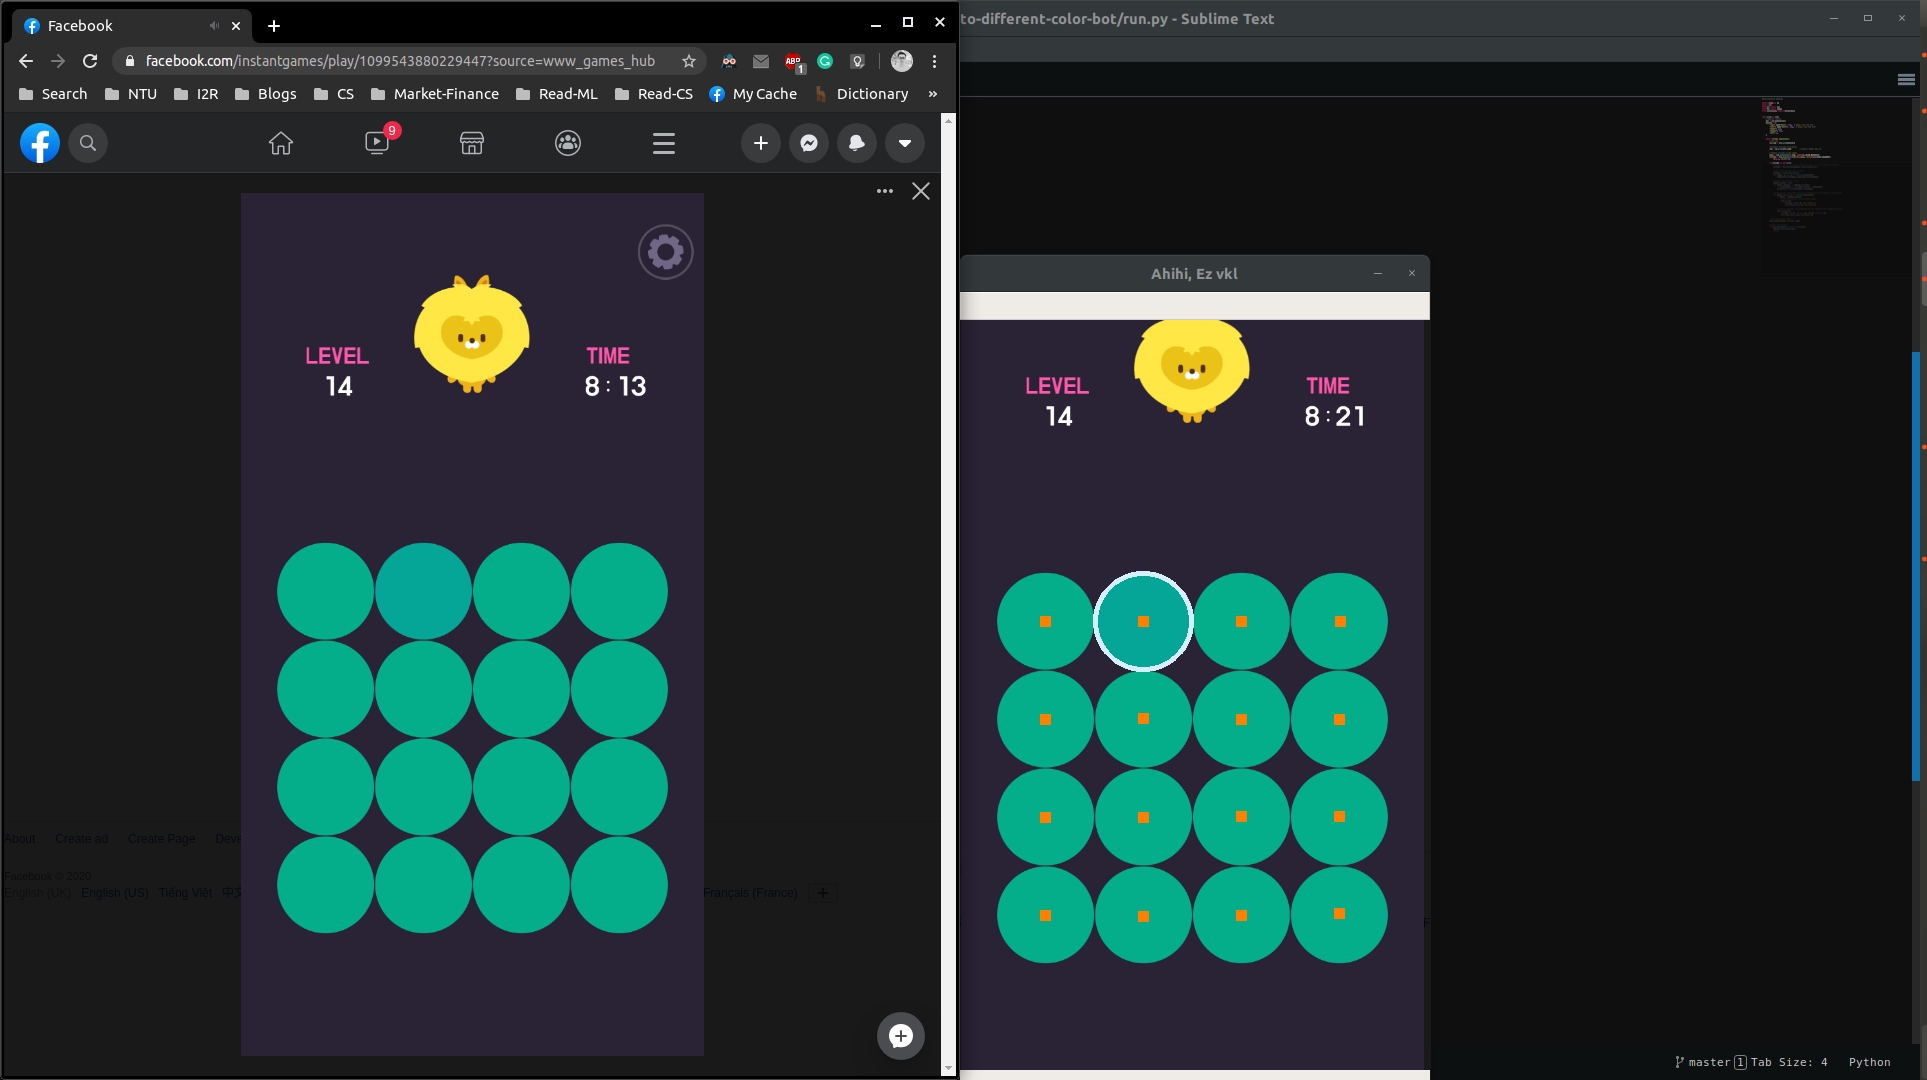 Facebook
to-different-color-bot/run.py - Sublime Text
facebook.com/instantgames/play/1099543880229447?source=www_games_hub
ABP
1
Search NTU I2R Blogs CS Market-Finance Read-ML Read-CS My Cache Dictionary »
9
LEVEL
14
TIME
8:13
Ahihi, Ez vkl
LEVEL
14
TIME
8:21
About Create ad Create Page Deve
Facebook © 2020
English (UK) English (US) Tiếng Việt Français (France)
master 1 Tab Size: 4 Python